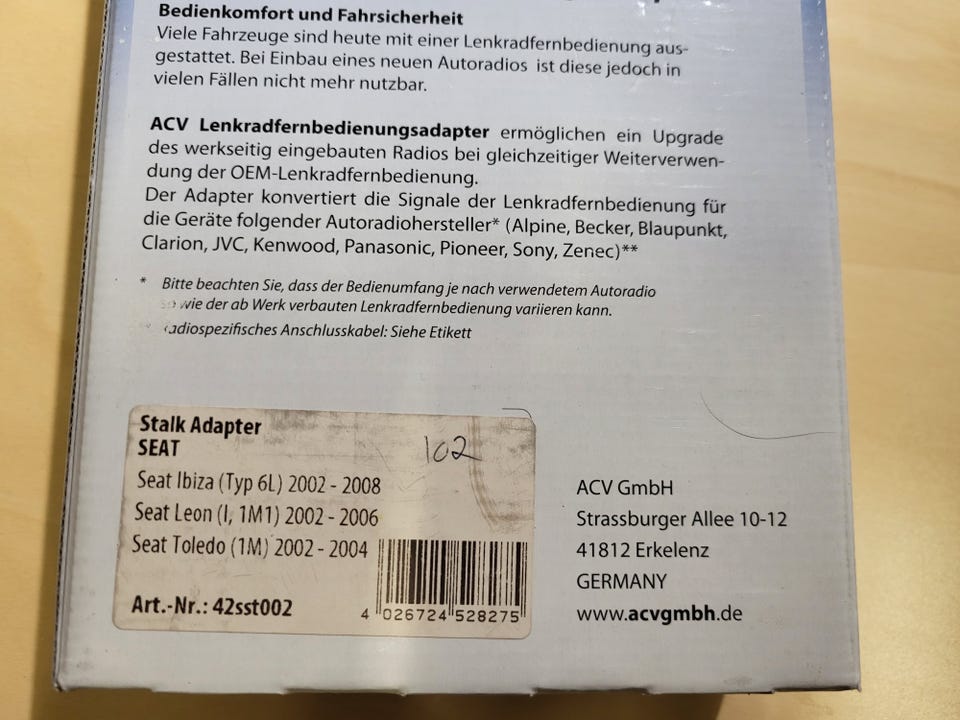 Bedienkomfort und Fahrsicherheit
Viele Fahrzeuge sind heute mit einer Lenkradfernbedienung aus-
gestattet. Bei Einbau eines neuen Autoradios ist diese jedoch in
vielen Fällen nicht mehr nutzbar.
ACV Lenkradfernbedienungsadapter ermöglichen ein Upgrade
des werkseitig eingebauten Radios bei gleichzeitiger Weiterverwen-
dung der OEM-Lenkradfernbedienung.
Der Adapter konvertiert die Signale der Lenkradfernbedienung für
die Geräte folgender Autoradiohersteller* (Alpine, Becker, Blaupunkt,
Clarion, JVC, Kenwood, Panasonic, Pioneer, Sony, Zenec)**
* Bitte beachten Sie, dass der Bedienumfang je nach verwendetem Autoradio
wie der ab Werk verbauten Lenkradfernbedienung variieren kann.
adiospezifisches Anschlusskabel: Siehe Etikett
Stalk Adapter
SEAT
102
Seat Ibiza (Typ 6L) 2002 - 2008
Seat Leon (I, 1M1) 2002 - 2006
Seat Toledo (1M) 2002 - 2004
Art.-Nr.: 42sst002
4 026724 528275
ACV GmbH
Strassburger Allee 10-12
41812 Erkelenz
GERMANY
www.acvgmbh.de